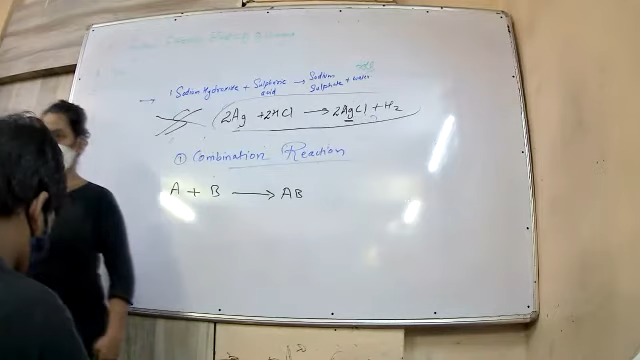 → 1 Sodium Hydroxide + Sulphuric acid → Sodium Sulphate + water
2Ag + 2HCl → 2AgCl + H2
① Combination Reaction
A + B → AB